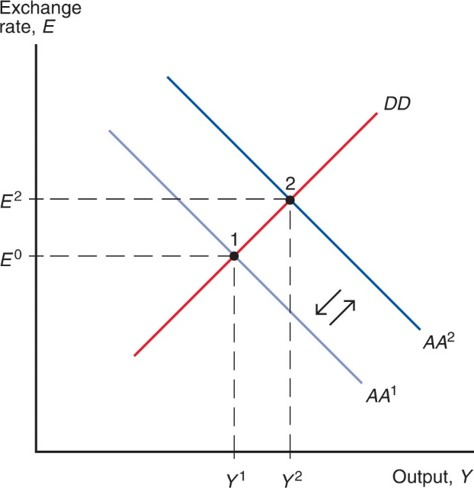 Exchange
rate, E
DD
2
E²
1
E⁰
AA²
AA¹
Y¹
Y²
Output, Y